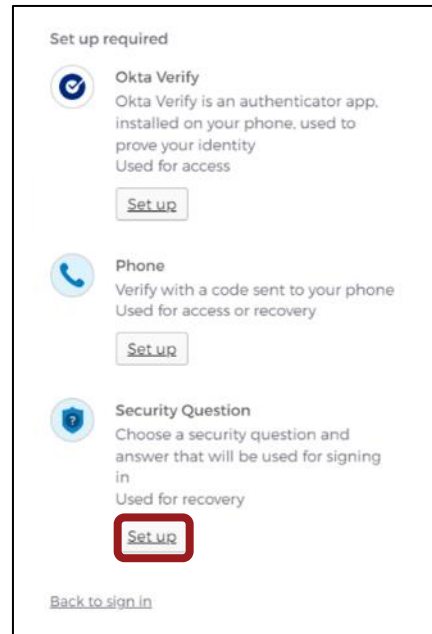 Set up required
Okta Verify
Okta Verify is an authenticator app,
installed on your phone, used to
prove your identity
Used for access
Set up
Phone
Verify with a code sent to your phone
Used for access or recovery
Set up
Security Question
Choose a security question and
answer that will be used for signing
in
Used for recovery
Set up
Back to sign in